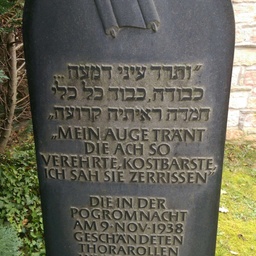 "ותרד עיני דמעה...
כבודה, כבוד כל כלי
חמדה ראיתיה קרועה"
„MEIN AUGE TRÄNT
DIE ACH SO
VEREHRTE, KOSTBARSTE,
ICH SAH SIE ZERRISSEN"
DIE IN DER
POGROMNACHT
AM 9·NOV·1938
GESCHÄNDETEN
THORAROLLEN